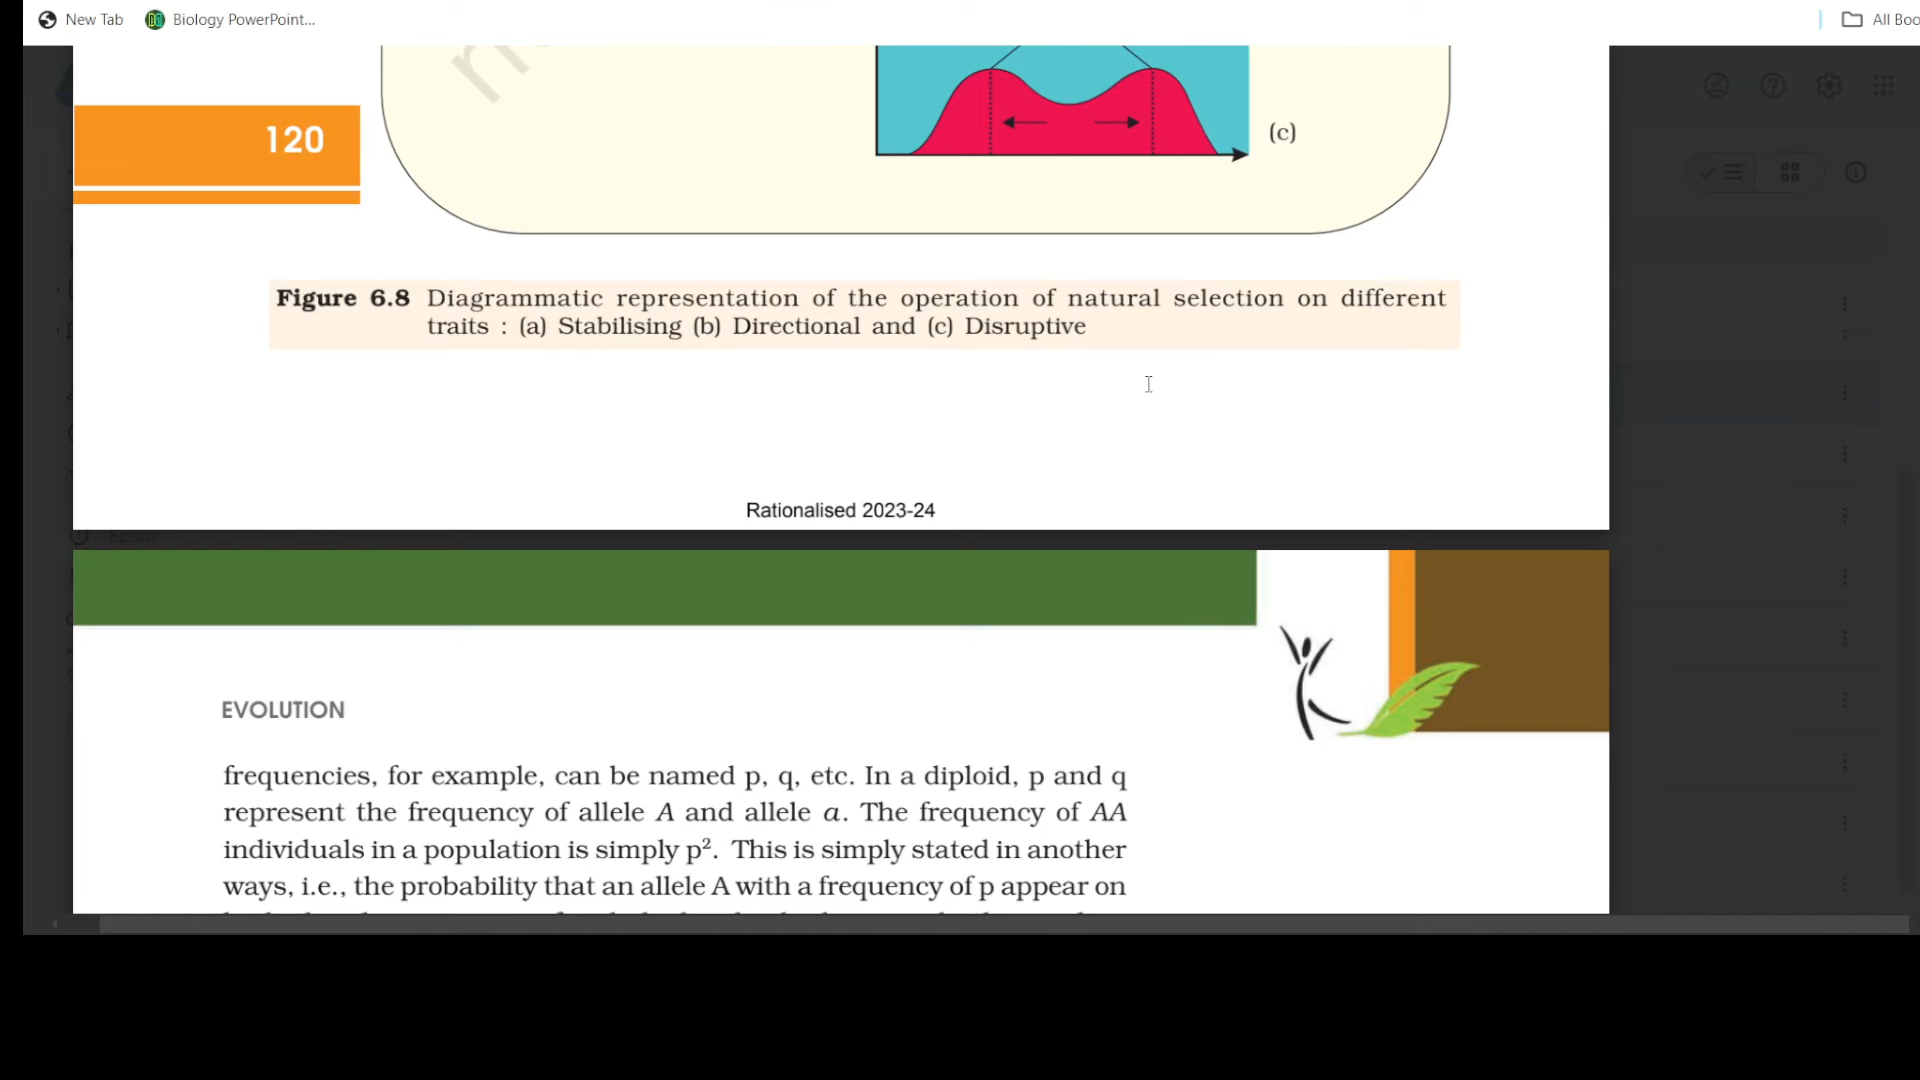 New Tab
Biology PowerPoint...
All Boo
120
(c)
Figure 6.8 Diagrammatic representation of the operation of natural selection on different
traits : (a) Stabilising (b) Directional and (c) Disruptive
Rationalised 2023-24
EVOLUTION
frequencies, for example, can be named p, q, etc. In a diploid, p and q
represent the frequency of allele A and allele a. The frequency of AA
individuals in a population is simply p². This is simply stated in another
ways, i.e., the probability that an allele A with a frequency of p appear on